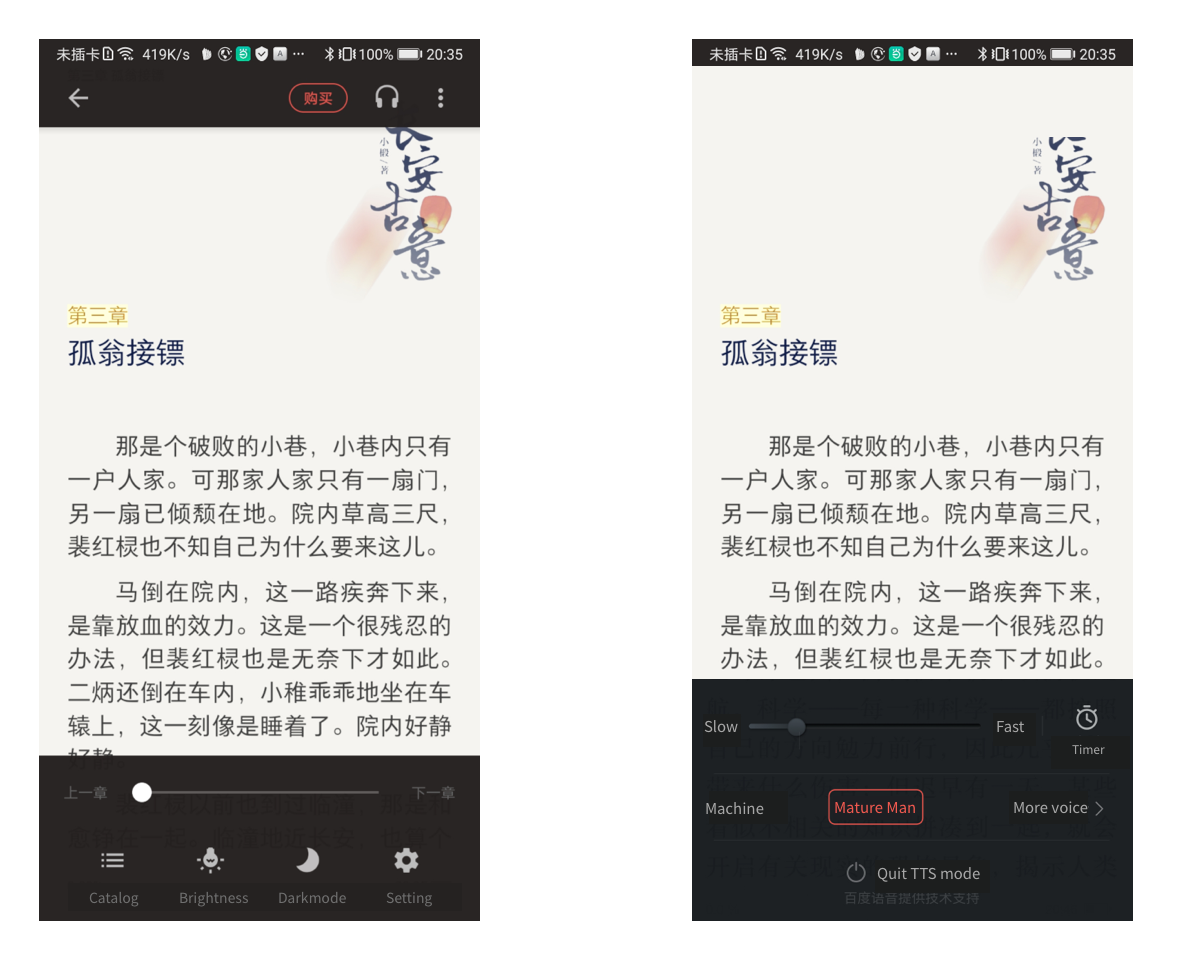 未插卡 419K/s 100% 20:35
购买
长安古意
小椴/著
第三章
孤翁接镖
那是个破败的小巷，小巷内只有
一户人家。可那家人家只有一扇门，
另一扇已倾颓在地。院内草高三尺，
裴红棂也不知自己为什么要来这儿。
马倒在院内，这一路疾奔下来，
是靠放血的效力。这是一个很残忍的
办法，但裴红棂也是无奈下才如此。
二炳还倒在车内，小稚乖乖地坐在车
辕上，这一刻像是睡着了。院内好静
好静。
上一章 下一章
Catalog Brightness Darkmode Setting
未插卡 419K/s 100% 20:35
长安古意
小椴/著
第三章
孤翁接镖
那是个破败的小巷，小巷内只有
一户人家。可那家人家只有一扇门，
另一扇已倾颓在地。院内草高三尺，
裴红棂也不知自己为什么要来这儿。
马倒在院内，这一路疾奔下来，
是靠放血的效力。这是一个很残忍的
办法，但裴红棂也是无奈下才如此。
Slow Fast
Timer
Machine Mature Man More voice
Quit TTS mode
百度语音提供技术支持